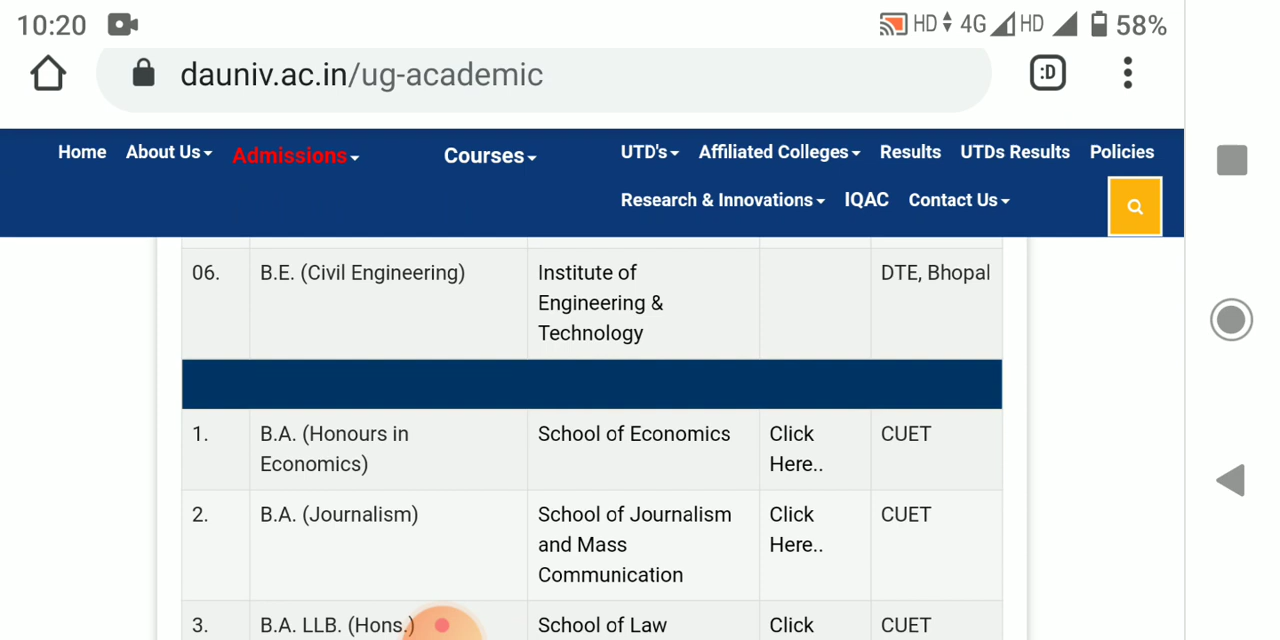 10:20 HD 4G HD 58%
dauniv.ac.in/ug-academic :D
Home About Us Admissions Courses UTD's Affiliated Colleges Results UTDs Results Policies
Research & Innovations IQAC Contact Us
06. B.E. (Civil Engineering) Institute of DTE, Bhopal
Engineering &
Technology
1. B.A. (Honours in School of Economics Click CUET
Economics) Here..
2. B.A. (Journalism) School of Journalism Click CUET
and Mass Here..
Communication
3. B.A. LLB. (Hons.) School of Law Click CUET